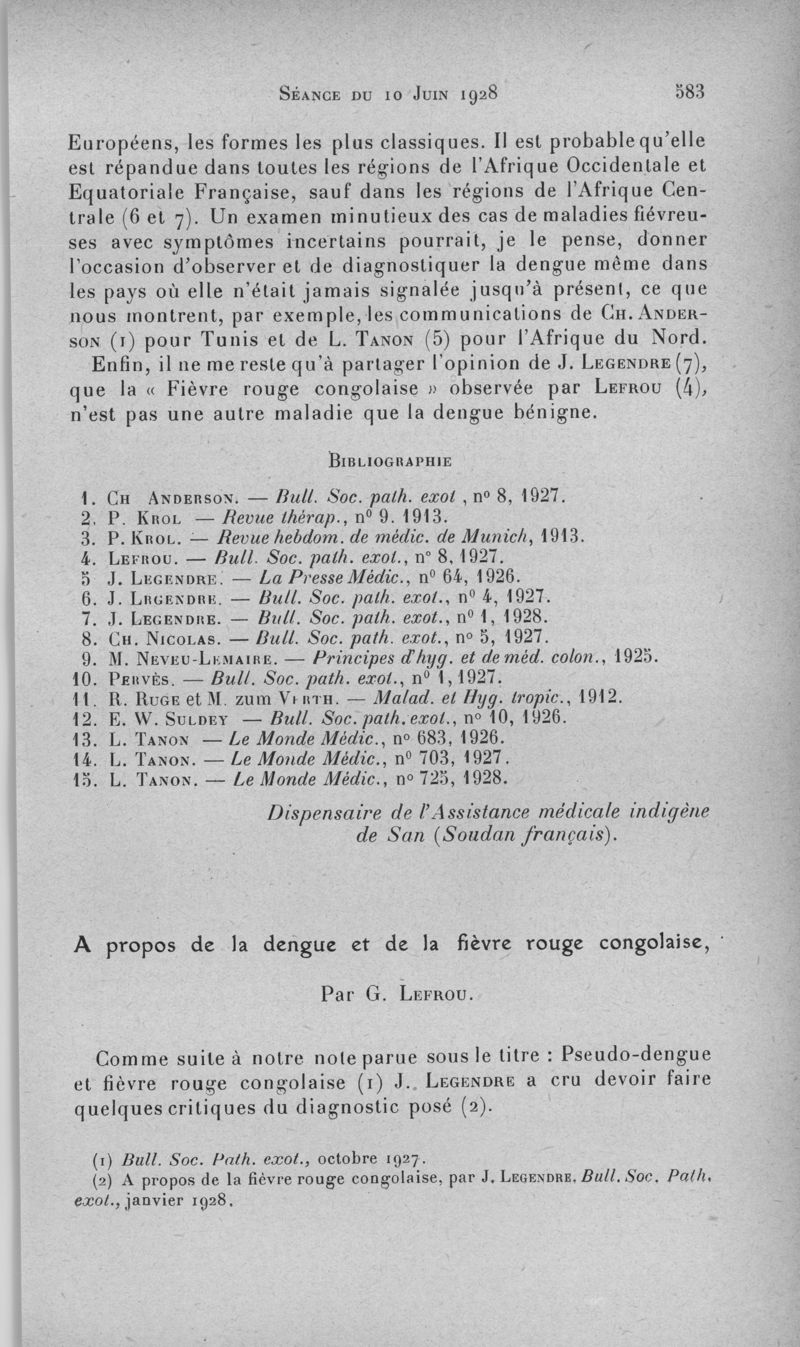 SÉANCE DU 10 JUIN 1928 583
Européens, les formes les plus classiques. Il est probable qu'elle
est répandue dans toutes les régions de l'Afrique Occidentale et
Equatoriale Française, sauf dans les régions de l'Afrique Cen-
trale (6 et 7). Un examen minutieux des cas de maladies fiévreu-
ses avec symptômes incertains pourrait, je le pense, donner
l'occasion d'observer et de diagnostiquer la dengue même dans
les pays où elle n'était jamais signalée jusqu'à présent, ce que
nous montrent, par exemple, les communications de CH. ANDER-
SON (1) pour Tunis et de L. TANON (5) pour l'Afrique du Nord.
Enfin, il ne me reste qu'à partager l'opinion de J. LEGENDRE (7),
que la « Fièvre rouge congolaise » observée par LEFROU (4),
n'est pas une autre maladie que la dengue bénigne.
BIBLIOGRAPHIE
1. CH ANDERSON. — Bull. Soc. path. exot , n° 8, 1927.
2. P. KROL — Revue thérap., n° 9. 1913.
3. P. KROL. — Revue hebdom. de médic. de Munich, 1913.
4. LEFROU. — Bull. Soc. path. exot., n° 8, 1927.
5 J. LEGENDRE. — La Presse Médic., n° 64, 1926.
6. J. LEGENDRE. — Bull. Soc. path. exot., n° 4, 1927.
7. J. LEGENDRE. — Bull. Soc. path. exot., n° 1, 1928.
8. CH. NICOLAS. — Bull. Soc. path. exot., n° 5, 1927.
9. M. NEVEU-LEMAIRE. — Principes d'hyg. et de méd. colon., 1925.
10. PERVÈS. — Bull. Soc. path. exot., n° 1, 1927.
11. R. RUGE et M. zum VERTH. — Malad. et Hyg. tropic., 1912.
12. E. W. SULDEY — Bull. Soc. path. exot., n° 10, 1926.
13. L. TANON — Le Monde Médic., n° 683, 1926.
14. L. TANON. — Le Monde Médic., n° 703, 1927.
15. L. TANON. — Le Monde Médic., n° 725, 1928.
Dispensaire de l'Assistance médicale indigène
de San (Soudan français).
A propos de la dengue et de la fièvre rouge congolaise,
Par G. LEFROU.
Comme suite à notre note parue sous le titre : Pseudo-dengue
et fièvre rouge congolaise (1) J. LEGENDRE a cru devoir faire
quelques critiques du diagnostic posé (2).
(1) Bull. Soc. Path. exot., octobre 1927.
(2) A propos de la fièvre rouge congolaise, par J. LEGENDRE. Bull. Soc. Path.
exot., janvier 1928.